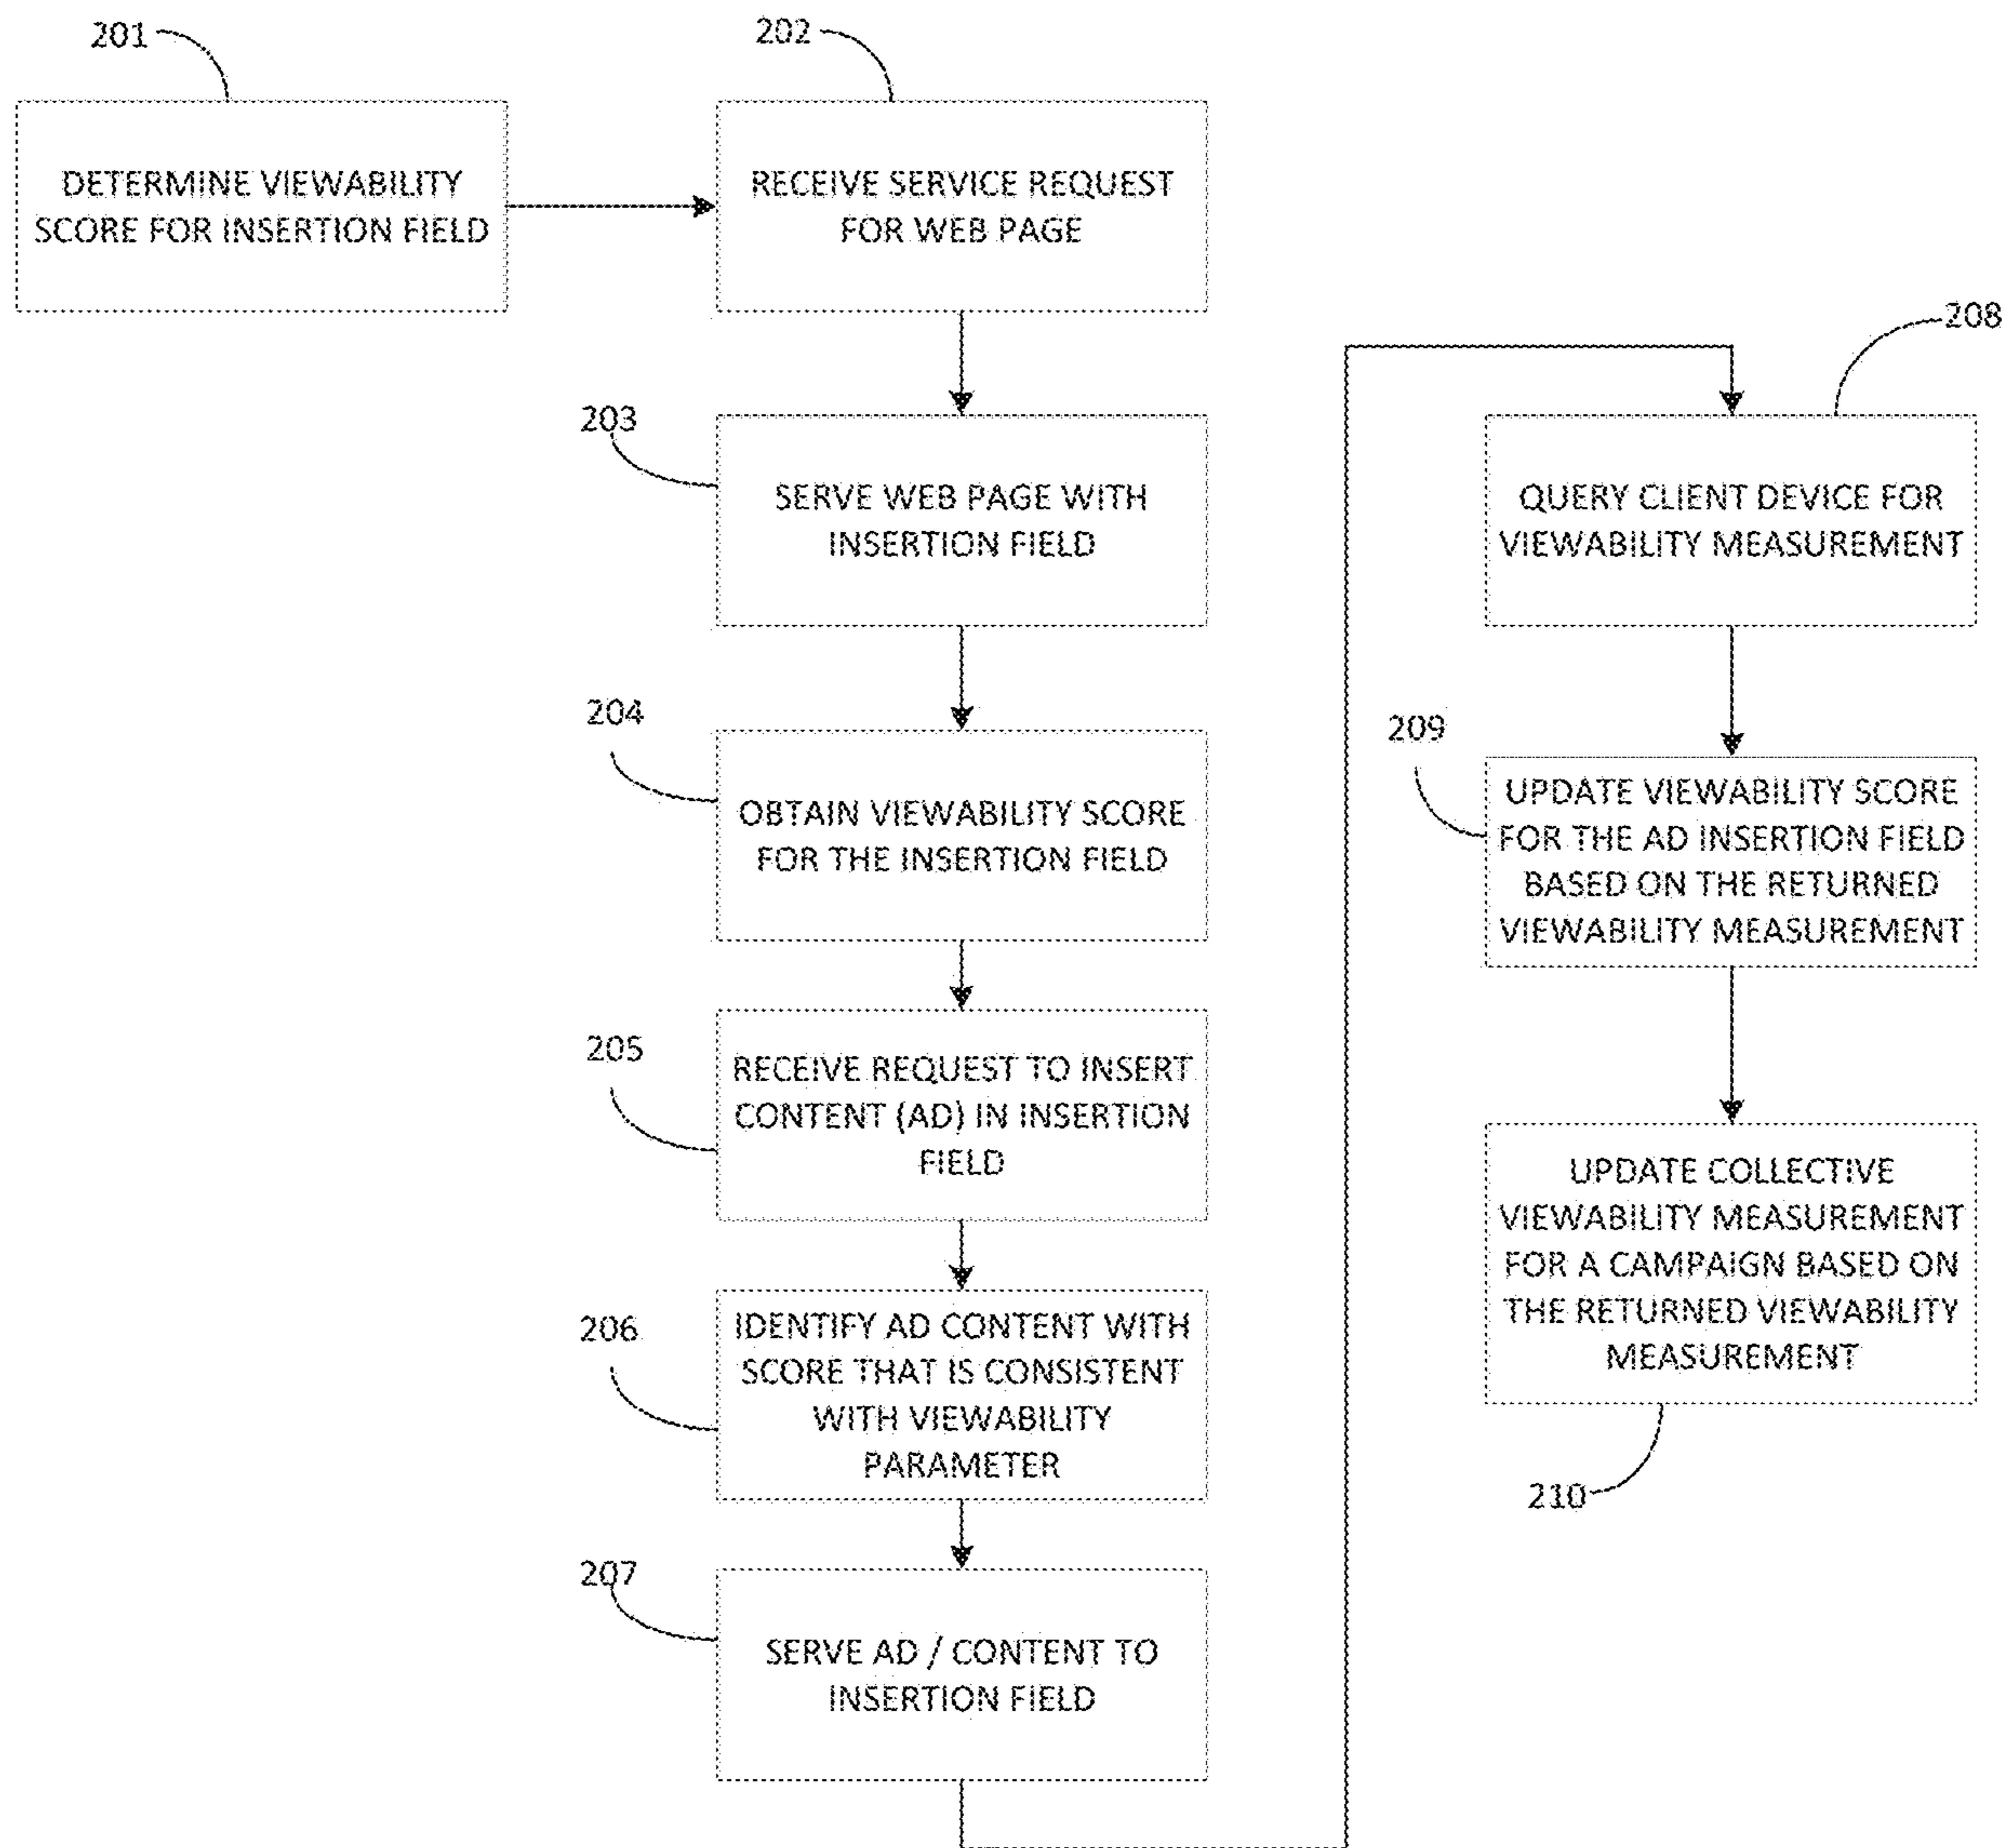 201
DETERMINE VIEWABILITY
SCORE FOR INSERTION FIELD
202
RECEIVE SERVICE REQUEST
FOR WEB PAGE
203
SERVE WEB PAGE WITH
INSERTION FIELD
204
OBTAIN VIEWABILITY SCORE
FOR THE INSERTION FIELD
205
RECEIVE REQUEST TO INSERT
CONTENT (AD) IN INSERTION
FIELD
206
IDENTIFY AD CONTENT WITH
SCORE THAT IS CONSISTENT
WITH VIEWABILITY
PARAMETER
207
SERVE AD / CONTENT TO
INSERTION FIELD
208
QUERY CLIENT DEVICE FOR
VIEWABILITY MEASUREMENT
209
UPDATE VIEWABILITY SCORE
FOR THE AD INSERTION FIELD
BASED ON THE RETURNED
VIEWABILITY MEASUREMENT
UPDATE COLLECTIVE
VIEWABILITY MEASUREMENT
FOR A CAMPAIGN BASED ON
THE RETURNED VIEWABILITY
MEASUREMENT
210